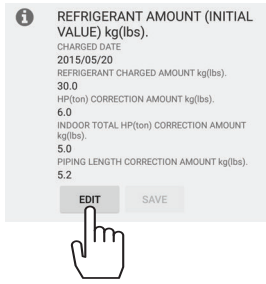 REFRIGERANT AMOUNT (INITIAL
VALUE) kg(lbs).
CHARGED DATE
2015/05/20
REFRIGERANT CHARGED AMOUNT kg(lbs).
30.0
HP(ton) CORRECTION AMOUNT kg(lbs).
6.0
INDOOR TOTAL HP(ton) CORRECTION AMOUNT
kg(lbs).
5.0
PIPING LENGTH CORRECTION AMOUNT kg(lbs).
5.2
EDIT SAVE